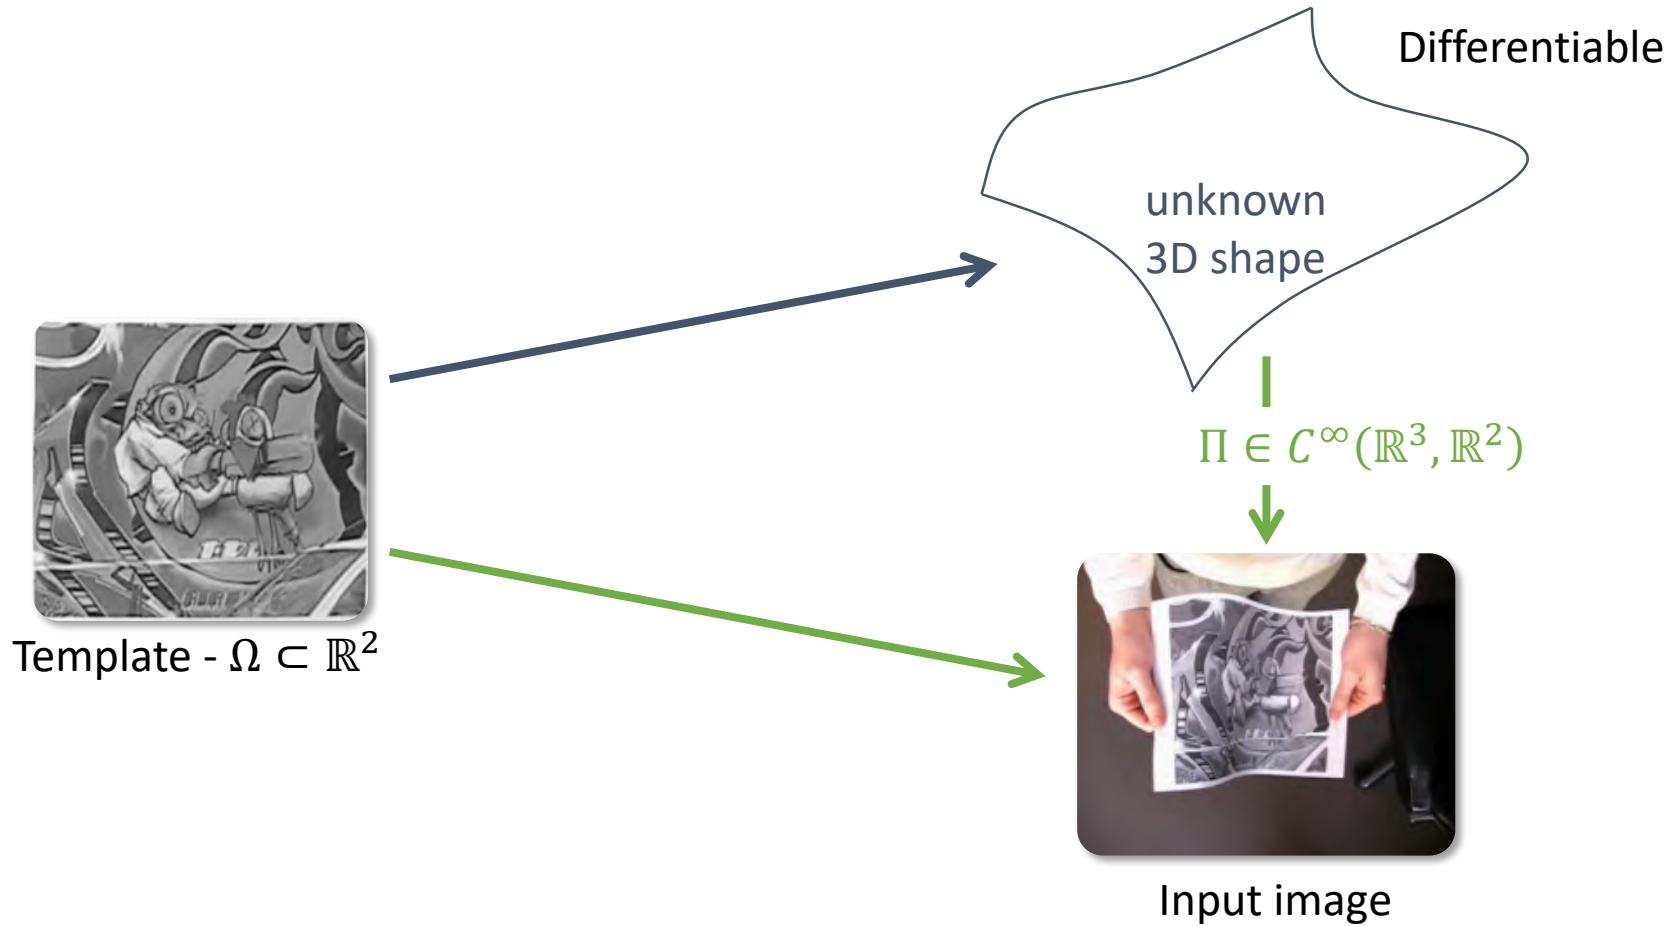 Differentiable
unknown
3D shape
Π ∈ C^∞(ℝ³, ℝ²)
Template - Ω ⊂ ℝ²
Input image